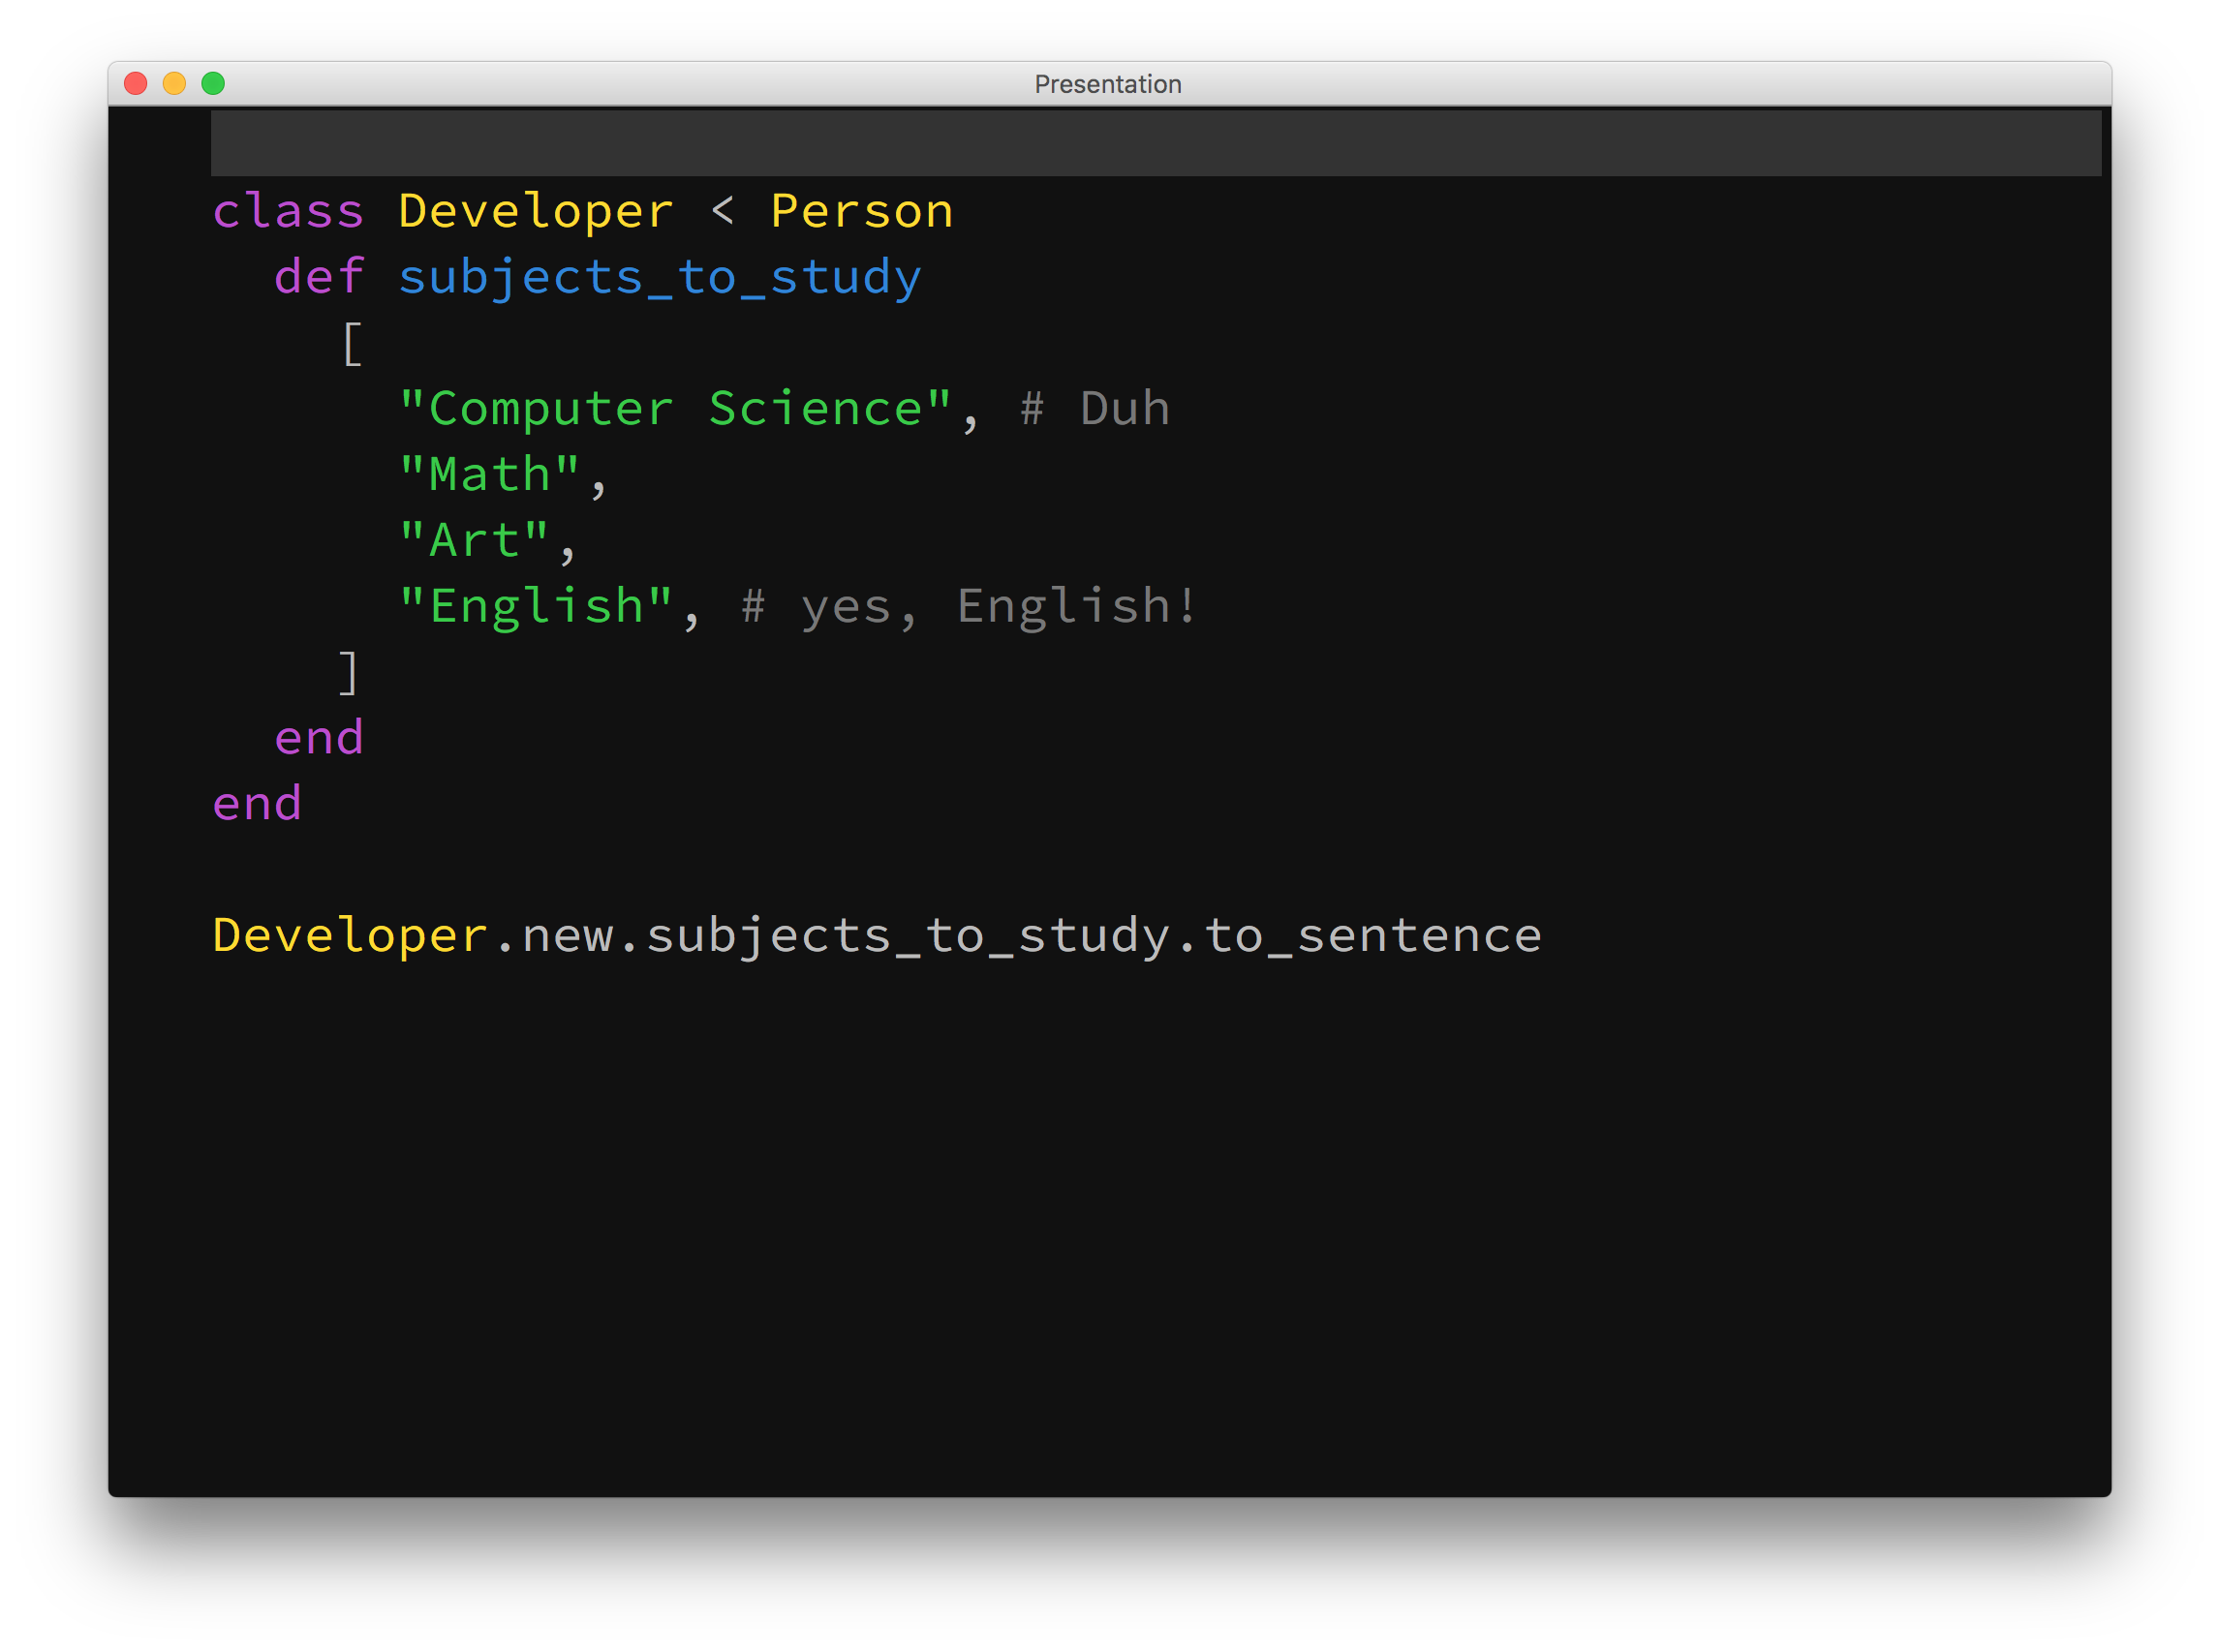 Presentation
class Developer < Person
  def subjects_to_study
    [
      "Computer Science", # Duh
      "Math",
      "Art",
      "English", # yes, English!
    ]
  end
end
Developer.new.subjects_to_study.to_sentence